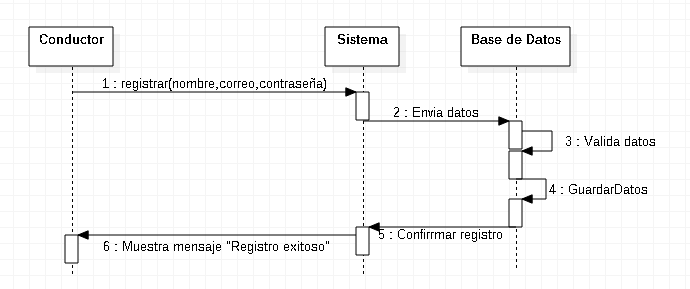 Conductor
Sistema
Base de Datos
1 : registrar(nombre,correo,contraseña)
2 : Envia datos
3 : Valida datos
4 : GuardarDatos
5 : Confirrmar registro
6 : Muestra mensaje "Registro exitoso"